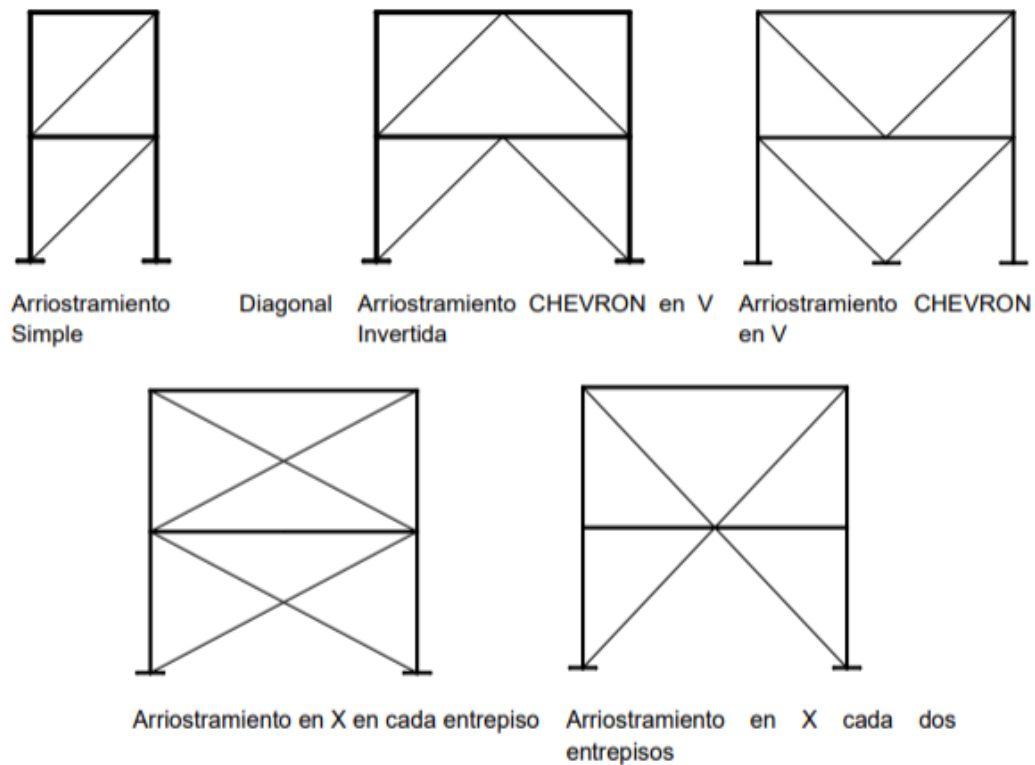 Arriostramiento Diagonal
Simple
Arriostramiento CHEVRON en V
Invertida
Arriostramiento CHEVRON
en V
Arriostramiento en X en cada entrepiso
Arriostramiento en X cada dos
entrepisos